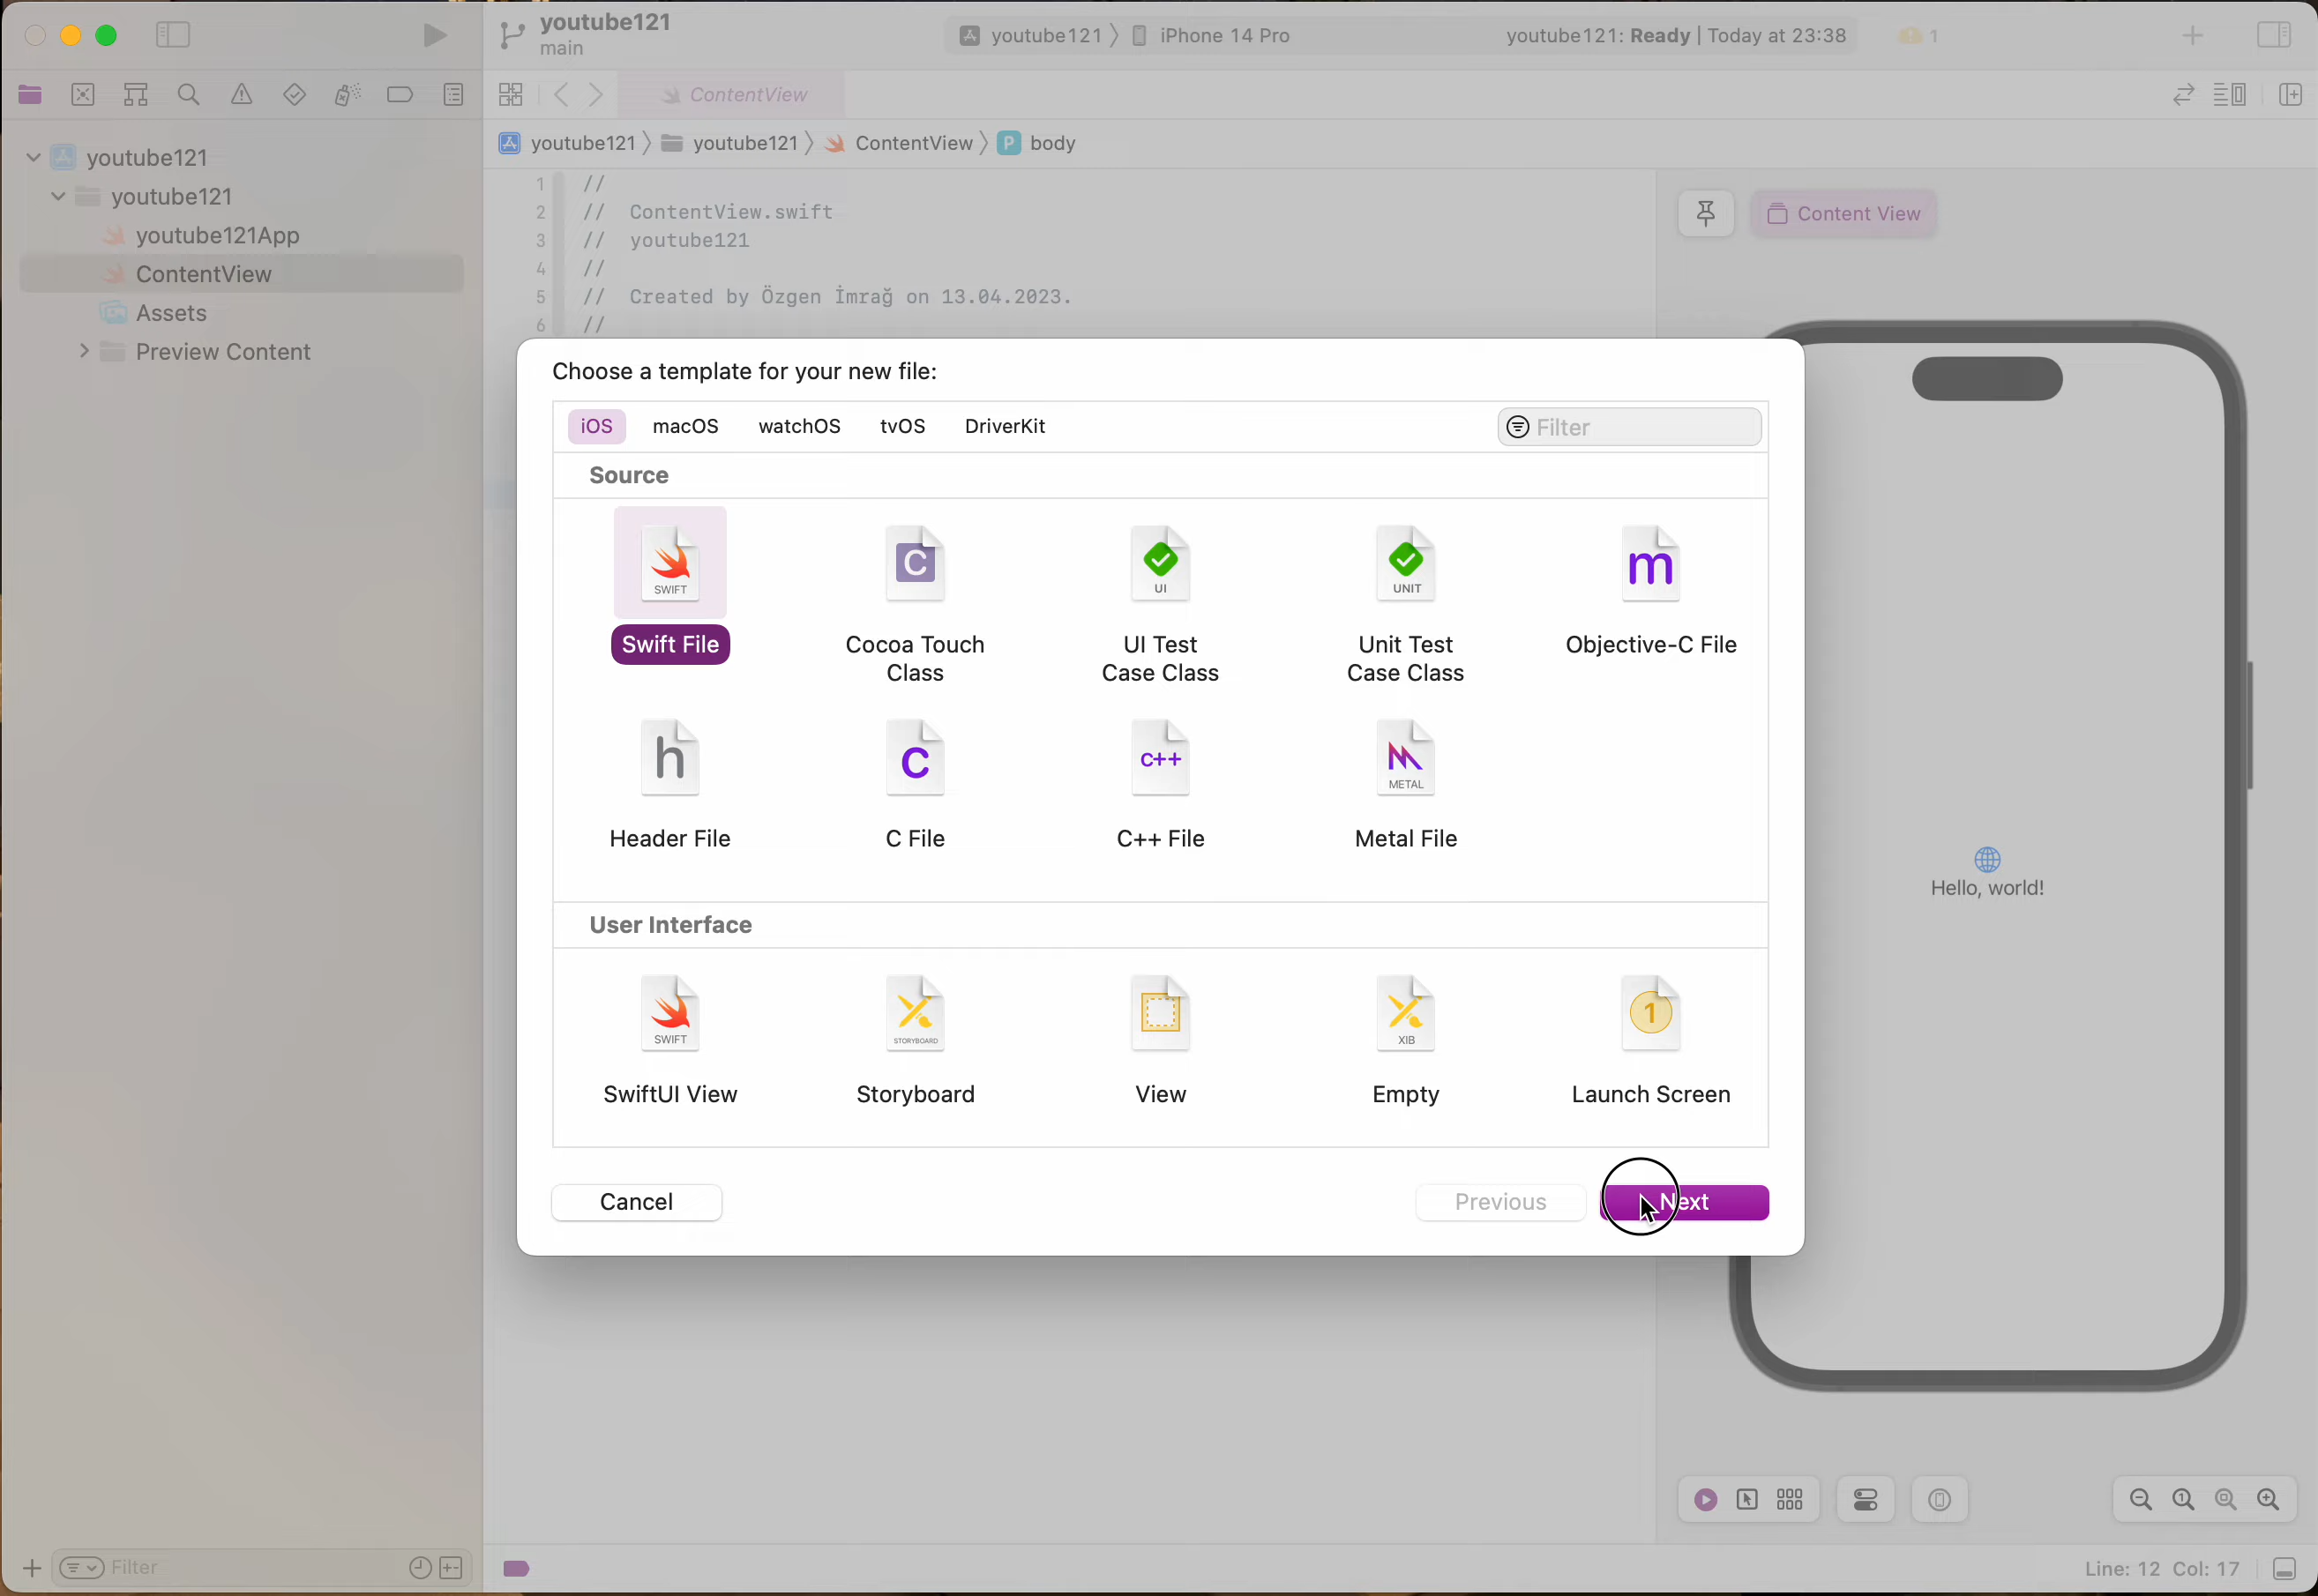 youtube121
main
youtube121
iPhone 14 Pro
youtube121: Ready | Today at 23:38
1
ContentView
youtube121
youtube121
ContentView
P
body
youtube121
youtube121
youtube121App
ContentView
Assets
Preview Content
1 //
2 // ContentView.swift
3 // youtube121
4 //
5 // Created by Özgen İmrağ on 13.04.2023.
6 //
Content View
Choose a template for your new file:
iOS macOS watchOS tvOS DriverKit
Filter
Source
SWIFT
Swift File
C
Cocoa Touch
Class
UI
UI Test
Case Class
UNIT
Unit Test
Case Class
m
Objective-C File
h
Header File
C
C File
C++
C++ File
METAL
Metal File
User Interface
SWIFT
SwiftUI View
STORYBOARD
Storyboard
View
XIB
Empty
1
Launch Screen
Cancel
Previous
Next
Hello, world!
Filter
Line: 12 Col: 17